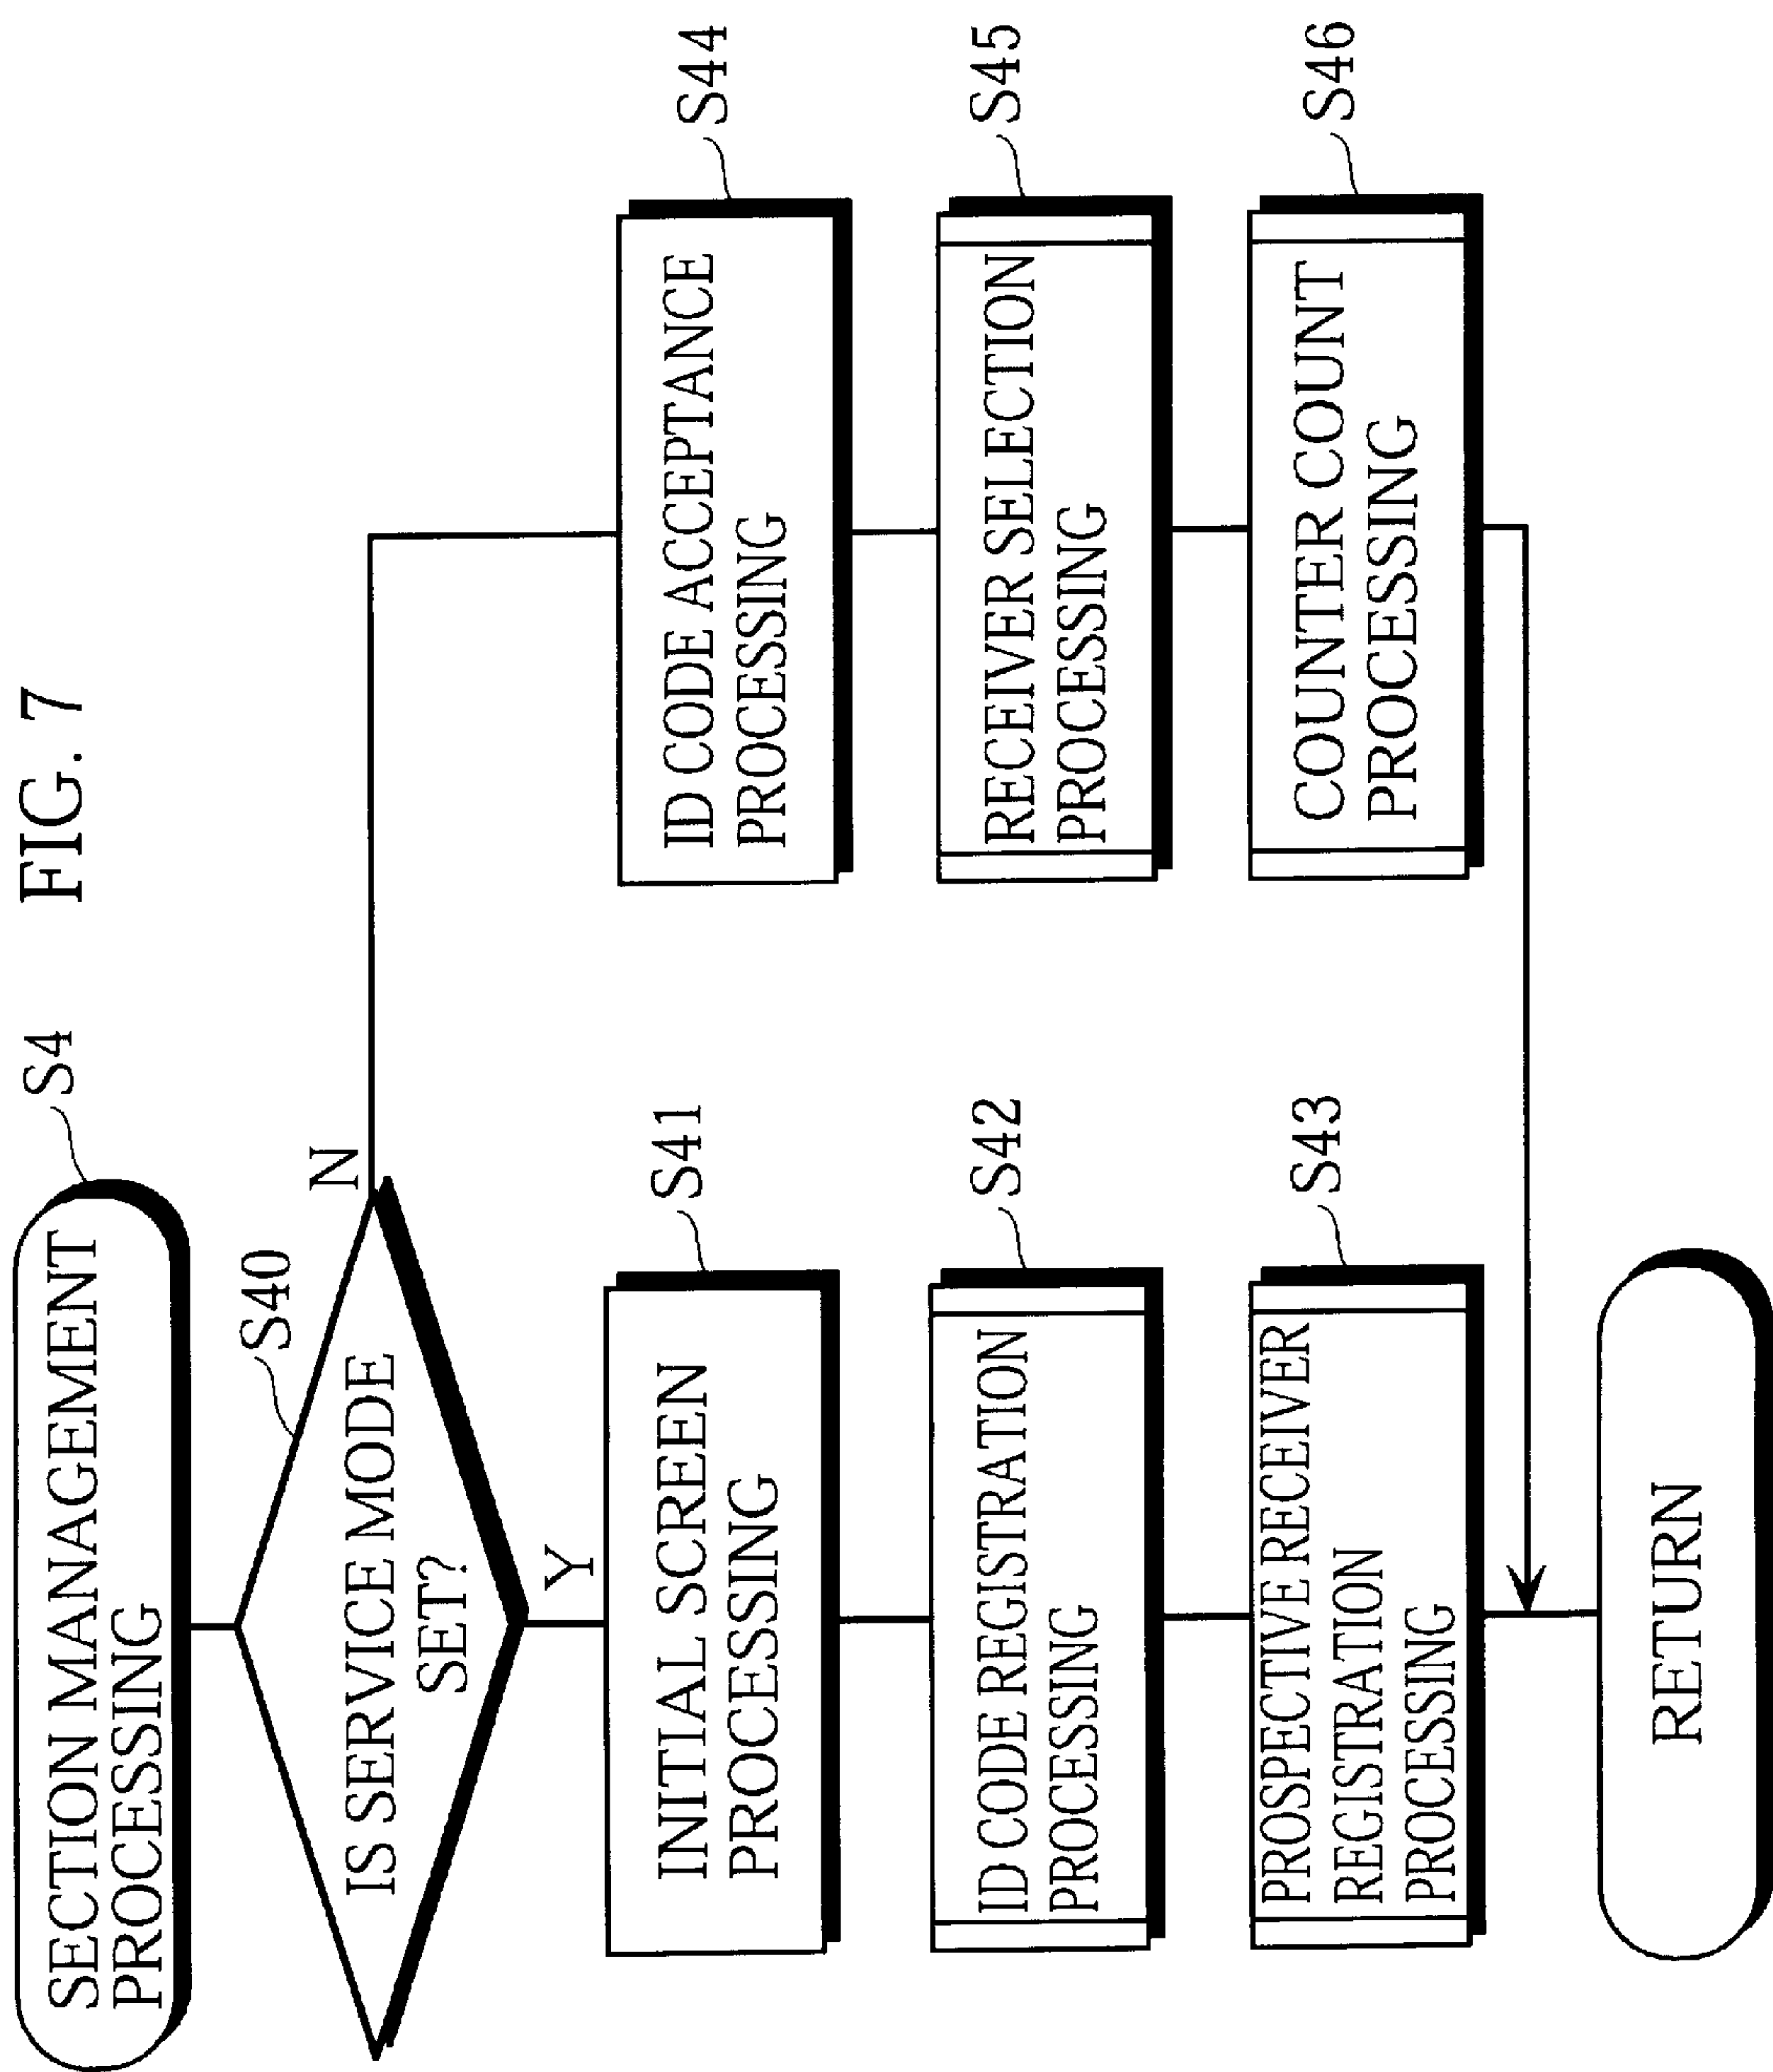 FIG. 7
SECTION MANAGEMENT
PROCESSING
S4
IS SERVICE MODE
SET?
S40
N
Y
INITIAL SCREEN
PROCESSING
S41
ID CODE REGISTRATION
PROCESSING
S42
PROSPECTIVE RECEIVER
REGISTRATION
PROCESSING
S43
ID CODE ACCEPTANCE
PROCESSING
S44
RECEIVER SELECTION
PROCESSING
S45
COUNTER COUNT
PROCESSING
S46
RETURN